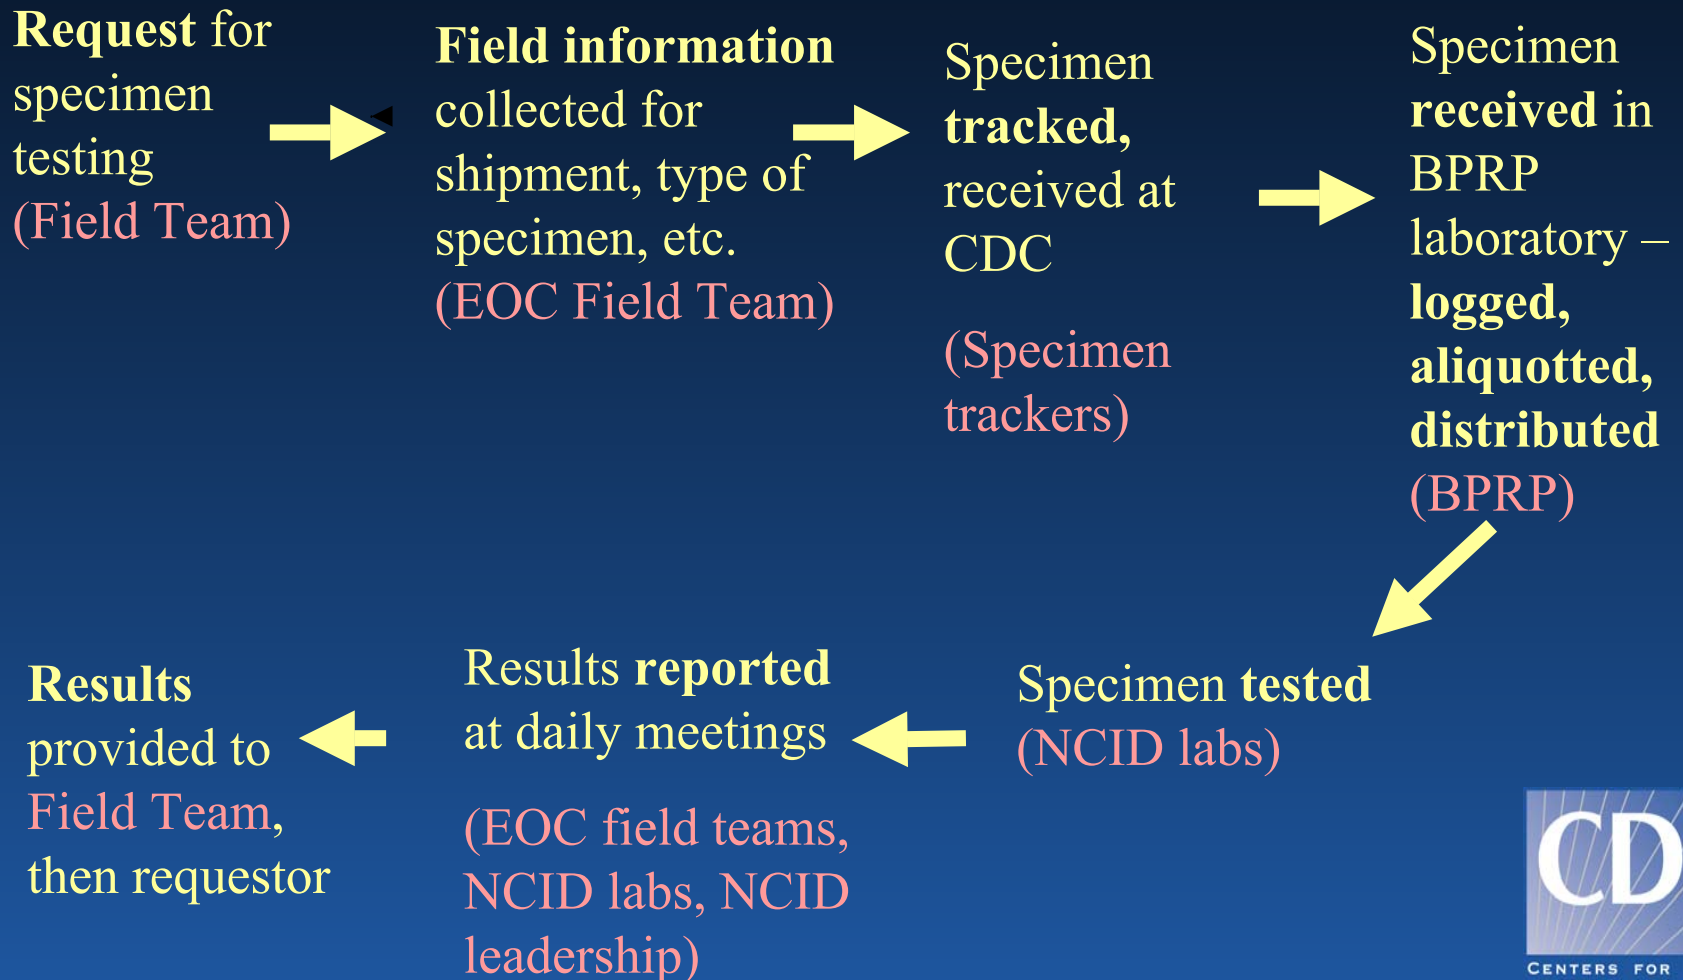 Request for
specimen
testing
(Field Team)
Field information
collected for
shipment, type of
specimen, etc.
(EOC Field Team)
Specimen
tracked,
received at
CDC
(Specimen
trackers)
Specimen
received in
BPRP
laboratory –
logged,
aliquotted,
distributed
(BPRP)
Specimen tested
(NCID labs)
Results reported
at daily meetings
(EOC field teams,
NCID labs, NCID
leadership)
Results
provided to
Field Team,
then requestor
CD
CENTERS FOR